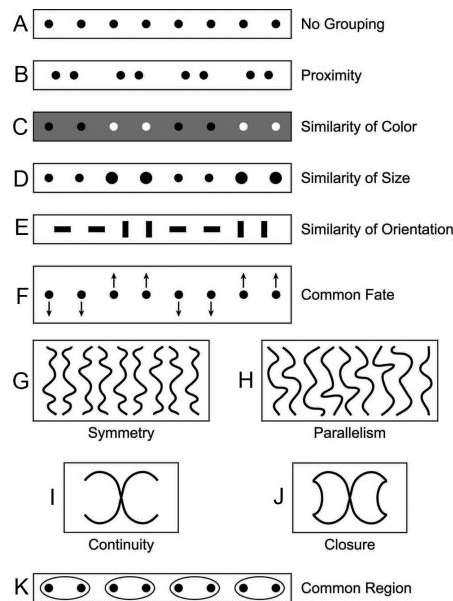 A No Grouping
B Proximity
C Similarity of Color
D Similarity of Size
E Similarity of Orientation
F Common Fate
G H
Symmetry Parallelism
I J
Continuity Closure
K Common Region